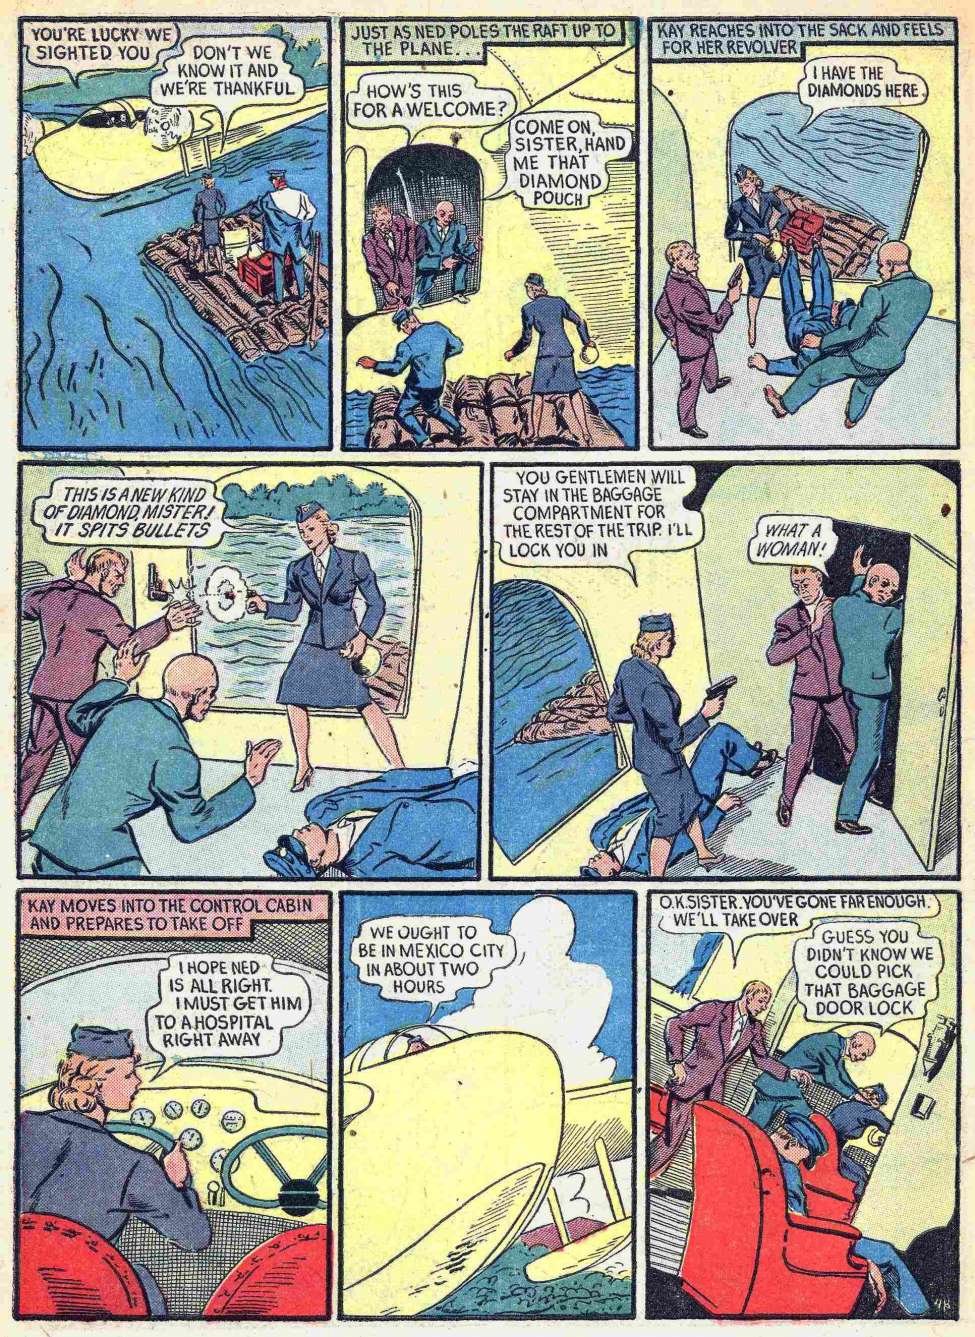 YOU'RE LUCKY WE
SIGHTED YOU
DON'T WE
KNOW IT AND
WE'RE THANKFUL
JUST AS NED POLES THE RAFT UP TO
THE PLANE...
HOW'S THIS
FOR A WELCOME?
COME ON,
SISTER, HAND
ME THAT
DIAMOND
POUCH
KAY REACHES INTO THE SACK AND FEELS
FOR HER REVOLVER
I HAVE THE
DIAMONDS HERE.
THIS IS A NEW KIND
OF DIAMOND, MISTER!
IT SPITS BULLETS
YOU GENTLEMEN WILL
STAY IN THE BAGGAGE
COMPARTMENT FOR
THE REST OF THE TRIP. I'LL
LOCK YOU IN
WHAT A
WOMAN!
KAY MOVES INTO THE CONTROL CABIN
AND PREPARES TO TAKE OFF
I HOPE NED
IS ALL RIGHT.
I MUST GET HIM
TO A HOSPITAL
RIGHT AWAY
WE OUGHT TO
BE IN MEXICO CITY
IN ABOUT TWO
HOURS
O.K. SISTER. YOU'VE GONE FAR ENOUGH.
WE'LL TAKE OVER
GUESS YOU
DIDN'T KNOW WE
COULD PICK
THAT BAGGAGE
DOOR LOCK
48